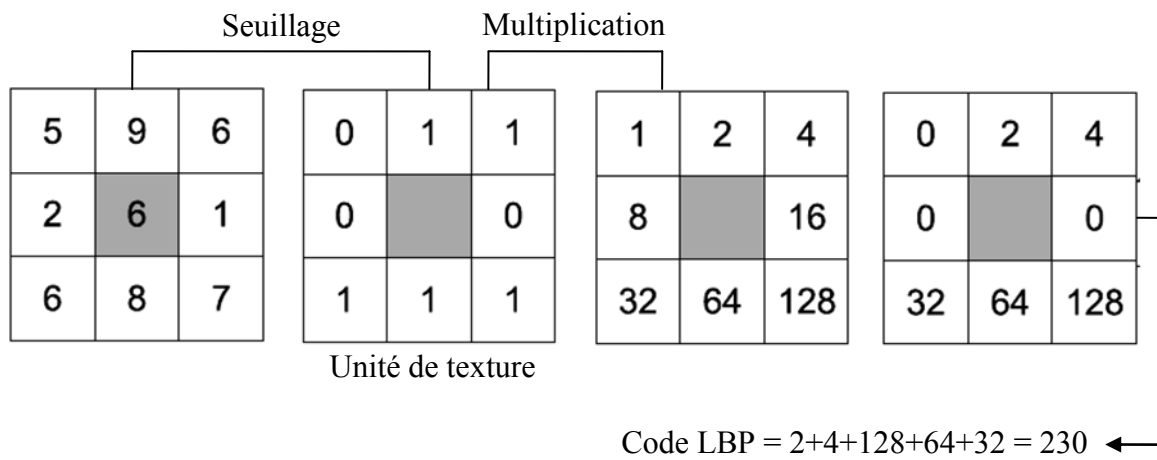 Seuillage Multiplication
5 9 6 0 1 1 1 2 4 0 2 4
2 6 1 0 0 8 16 0 0
6 8 7 1 1 1 32 64 128 32 64 128
Unité de texture
Code LBP = 2+4+128+64+32 = 230